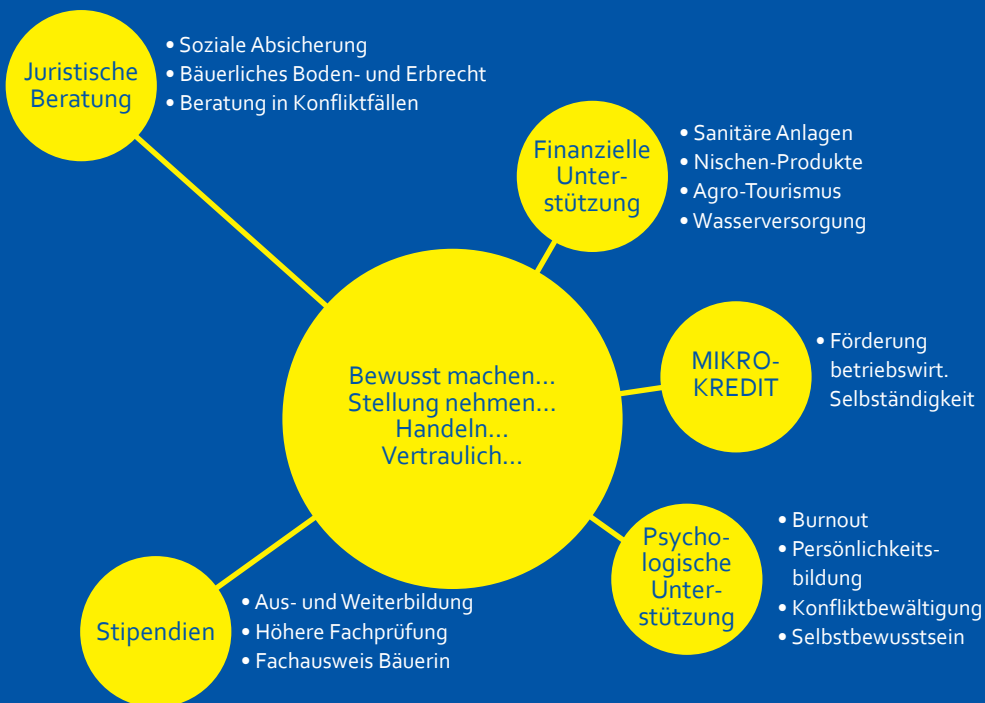 Juristische
Beratung
• Soziale Absicherung
• Bäuerliches Boden- und Erbrecht
• Beratung in Konfliktfällen
Finanzielle
Unter-
stützung
• Sanitäre Anlagen
• Nischen-Produkte
• Agro-Tourismus
• Wasserversorgung
MIKRO-
KREDIT
• Förderung
betriebswirt.
Selbständigkeit
Bewusst machen...
Stellung nehmen...
Handeln...
Vertraulich...
Psycho-
logische
Unter-
stützung
• Burnout
• Persönlichkeits-
bildung
• Konfliktbewältigung
• Selbstbewusstsein
Stipendien
• Aus- und Weiterbildung
• Höhere Fachprüfung
• Fachausweis Bäuerin